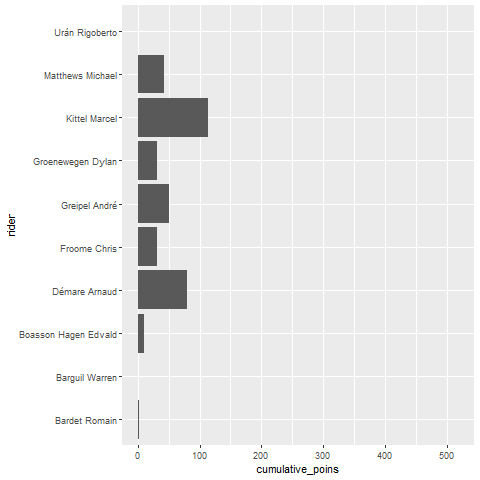 Urán Rigoberto
Matthews Michael
Kittel Marcel
Groenewegen Dylan
Greipel André
Froome Chris
Démare Arnaud
Boasson Hagen Edvald
Barguil Warren
Bardet Romain
rider
0 100 200 300 400 500
cumulative_poins